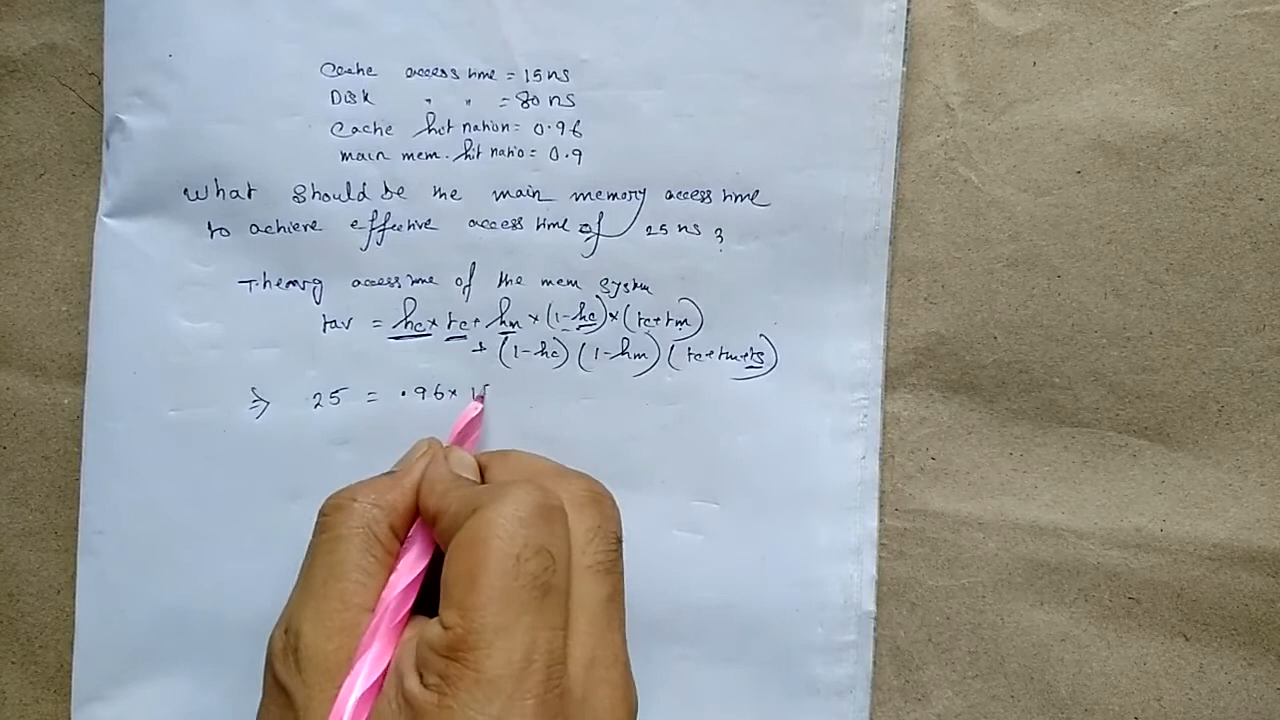 Cache access time = 15 ns
Disk " " = 80 ns
Cache hit ration = 0.96
main mem. hit ratio = 0.9
what should be the main memory access time
to achieve effective access time of 25 ns ?
The avg access time of the mem system
tav = hc × tc + hm × (1-hc) × (tc+tm)
+ (1-hc) (1-hm) (tc+tm+ts)
⇒ 25 = .96 × 15